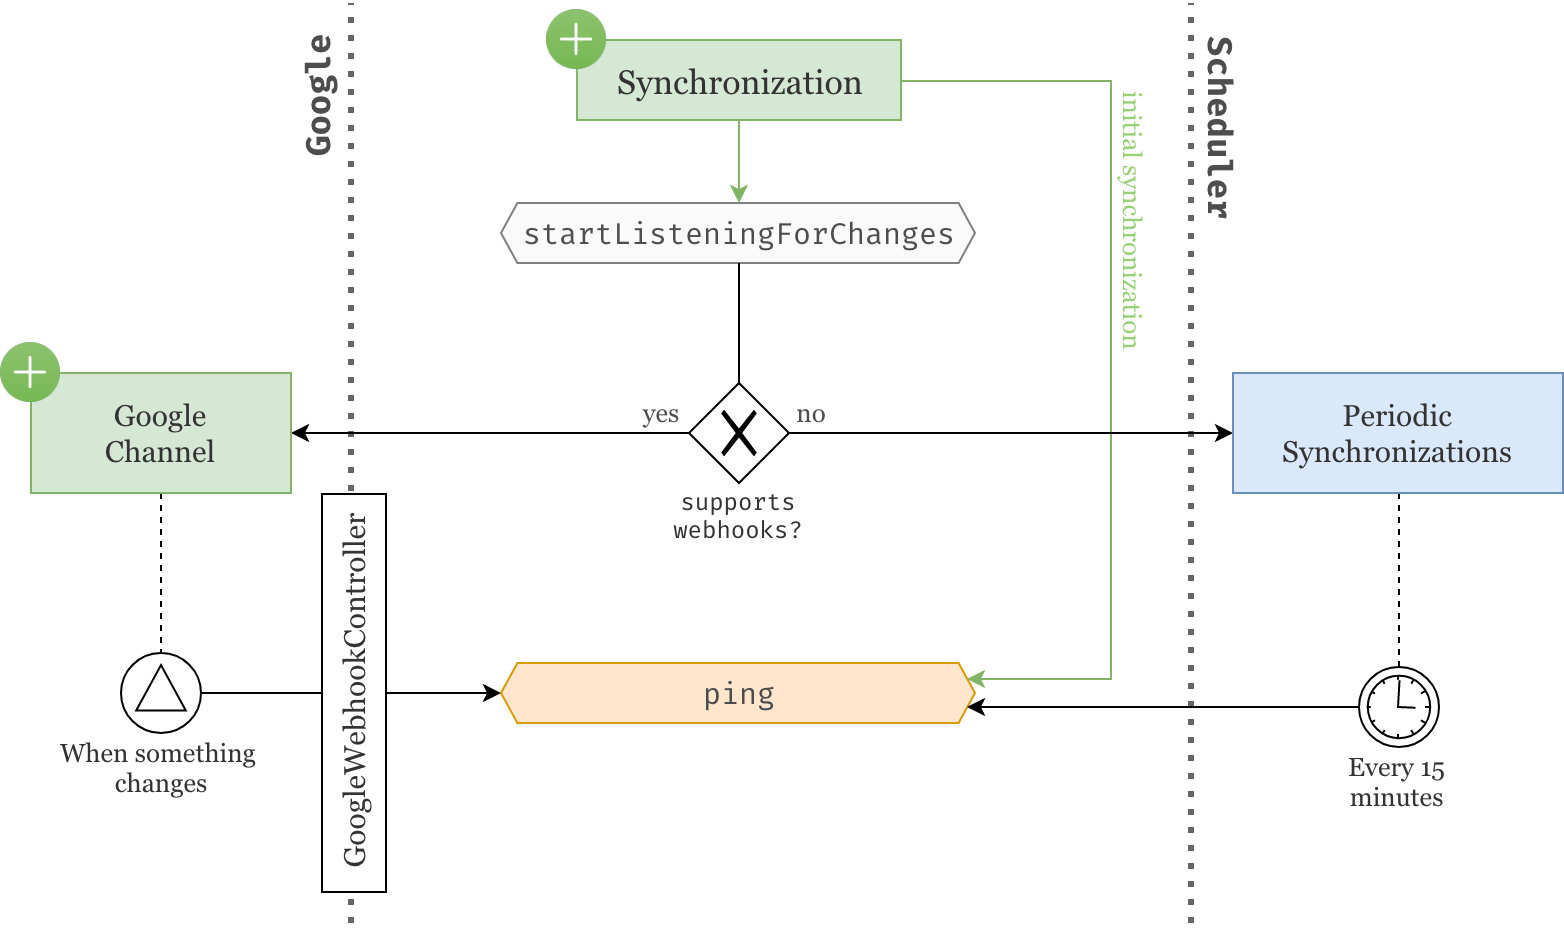 Google
Synchronization
Scheduler
initial synchronization
startListeningForChanges
Google
Channel
yes
no
supports
webhooks?
Periodic
Synchronizations
GoogleWebhookController
ping
When something
changes
Every 15
minutes